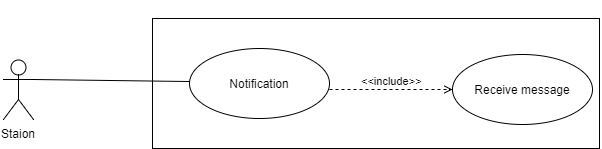 Notification
<<include>>
Receive message
Staion